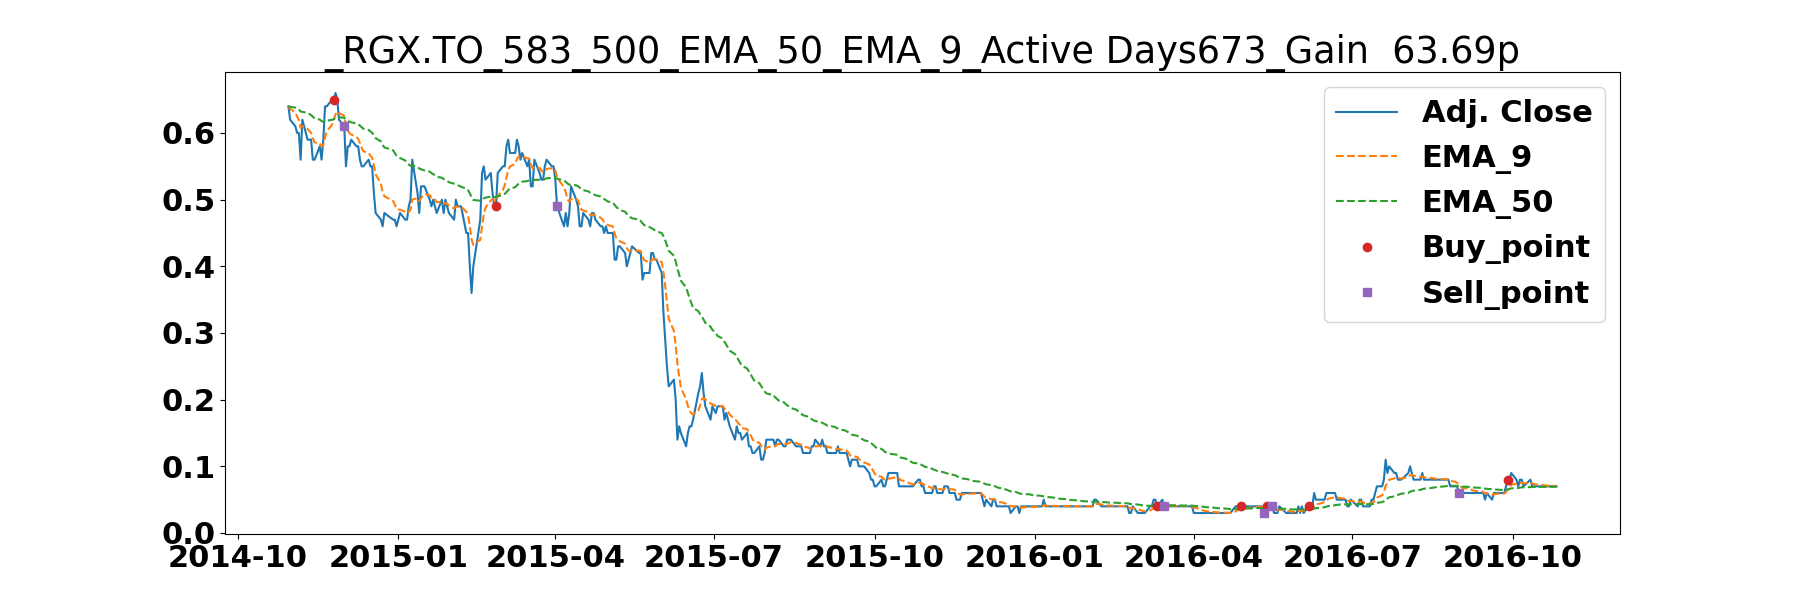 _RGX.TO_583_500_EMA_50_EMA_9_Active Days673_Gain  63.69p
Adj. Close
EMA_9
EMA_50
Buy_point
Sell_point
0.6
0.5
0.4
0.3
0.2
0.1
0.0
2014-10 2015-01 2015-04 2015-07 2015-10 2016-01 2016-04 2016-07 2016-10